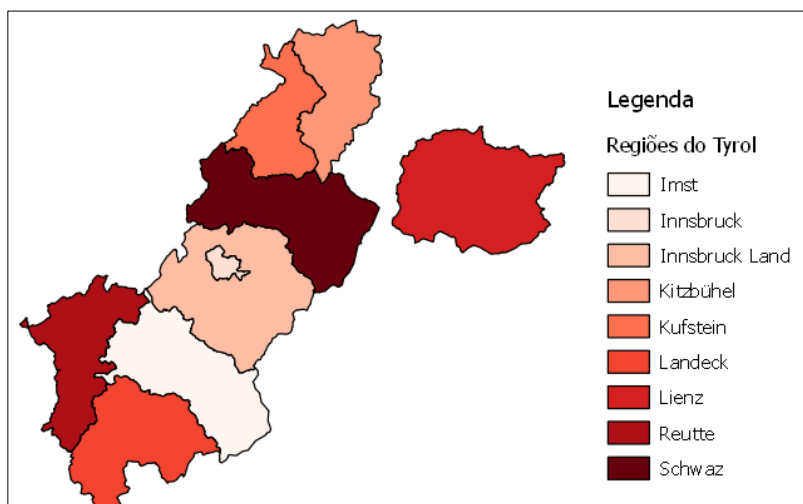 Legenda
Regiões do Tyrol
Imst
Innsbruck
Innsbruck Land
Kitzbühel
Kufstein
Landeck
Lienz
Reutte
Schwaz